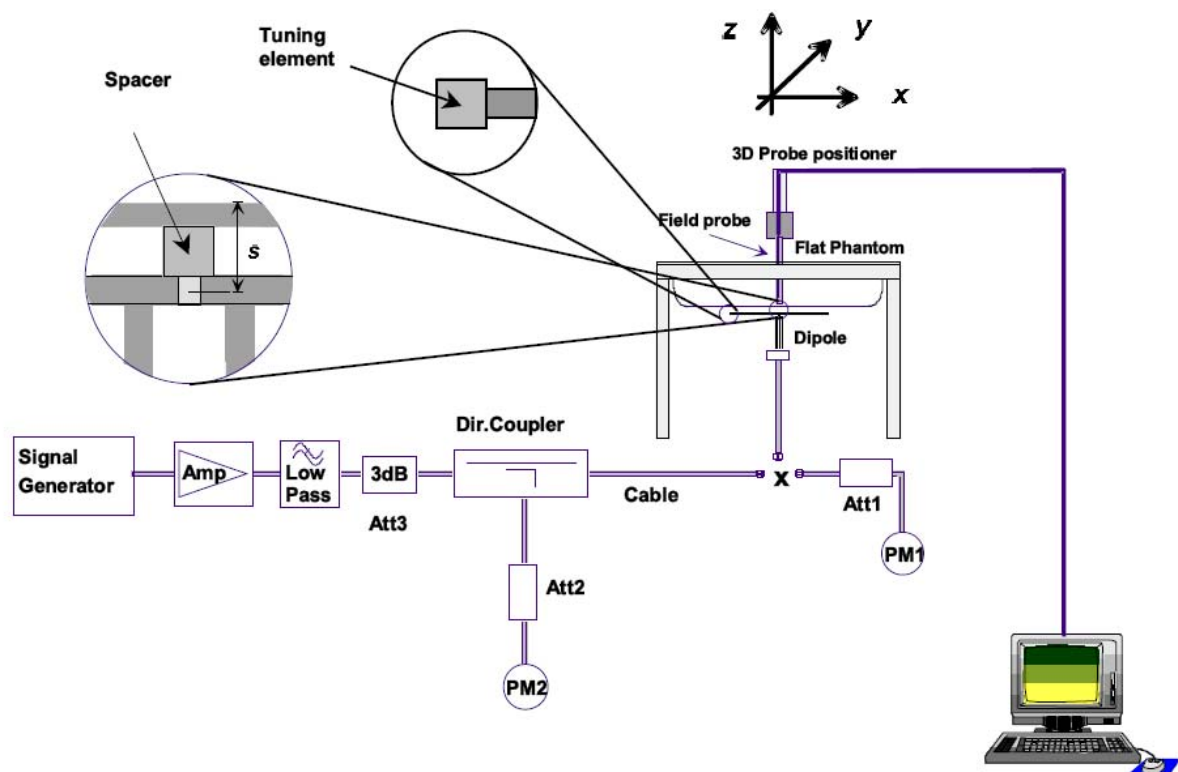 Tuning
element
Spacer
s
z
y
x
3D Probe positioner
Field probe
Flat Phantom
Dipole
Dir.Coupler
Signal
Generator
Amp
Low
Pass
3dB
Att3
Cable
x
Att1
PM1
Att2
PM2